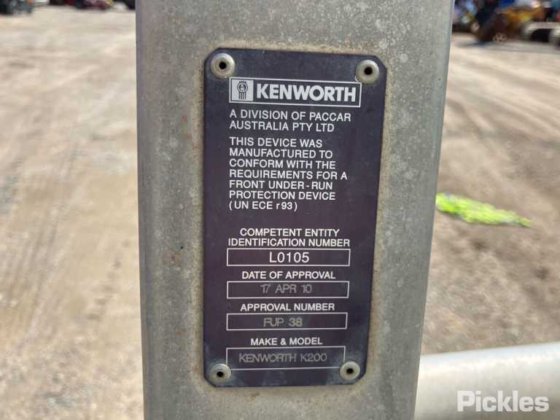 KENWORTH
A DIVISION OF PACCAR
AUSTRALIA PTY LTD
THIS DEVICE WAS
MANUFACTURED TO
CONFORM WITH THE
REQUIREMENTS FOR A
FRONT UNDER-RUN
PROTECTION DEVICE
(UN ECE r93)
COMPETENT ENTITY
IDENTIFICATION NUMBER
L0105
DATE OF APPROVAL
17 APR 10
APPROVAL NUMBER
FUP 38
MAKE & MODEL
KENWORTH K200
Pickles